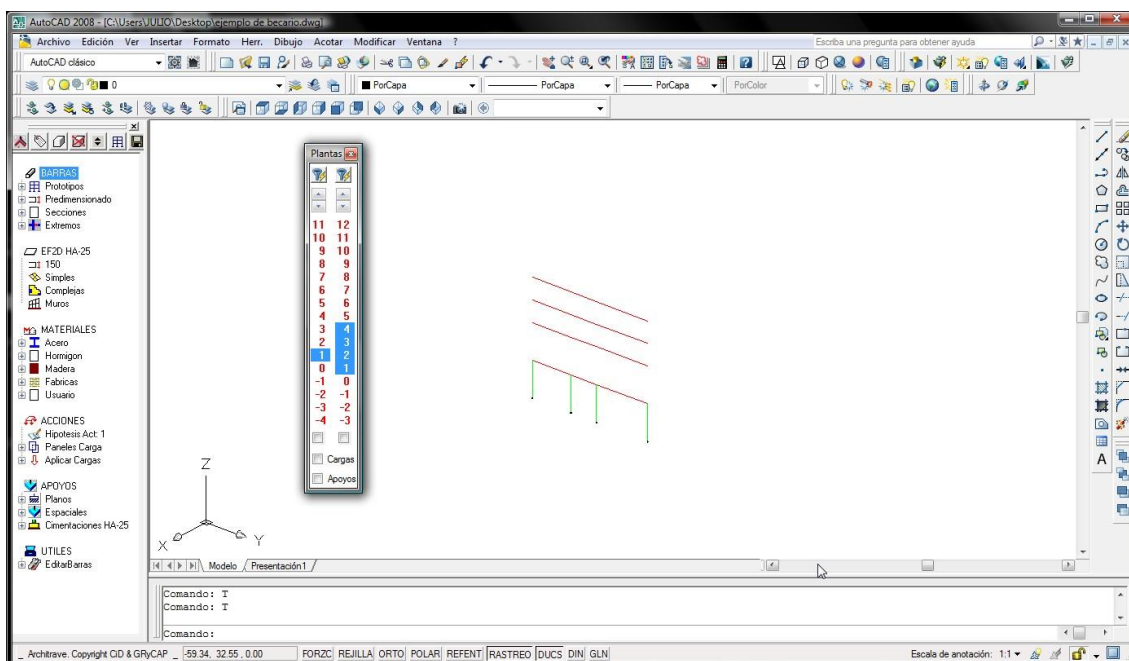 AutoCAD 2008 - [C:\Users\JULIO\Desktop\ejemplo de becario.dwg]
Archivo Edición Ver Insertar Formato Herr. Dibujo Acotar Modificar Ventana ?
Escriba una pregunta para obtener ayuda
AutoCAD clásico
0
PorCapa
PorCapa
PorCapa
PorColor
BARRAS
Prototipos
Predimensionado
Secciones
Extremos
EF2D HA-25
150
Simples
Complejas
Muros
MATERIALES
Acero
Hormigon
Madera
Fabricas
Usuario
ACCIONES
Hipotesis Act: 1
Paneles Carga
Aplicar Cargas
APOYOS
Planos
Espaciales
Cimentaciones HA-25
UTILES
EditarBarras
Plantas
11 12
10 11
9 10
8 9
7 8
6 7
5 6
4 5
3 4
2 3
1 2
0 1
-1 0
-2 -1
-3 -2
-4 -3
Cargas
Apoyos
Z
X
Y
Modelo
Presentación1
A
Comando: T
Comando: T
Comando:
_ Architrave. Copyright CiD & GRyCAP _ -59.34, 32.55 , 0.00 FORZC REJILLA ORTO POLAR REFENT RASTREO DUCS DIN GLN Escala de anotación: 1:1